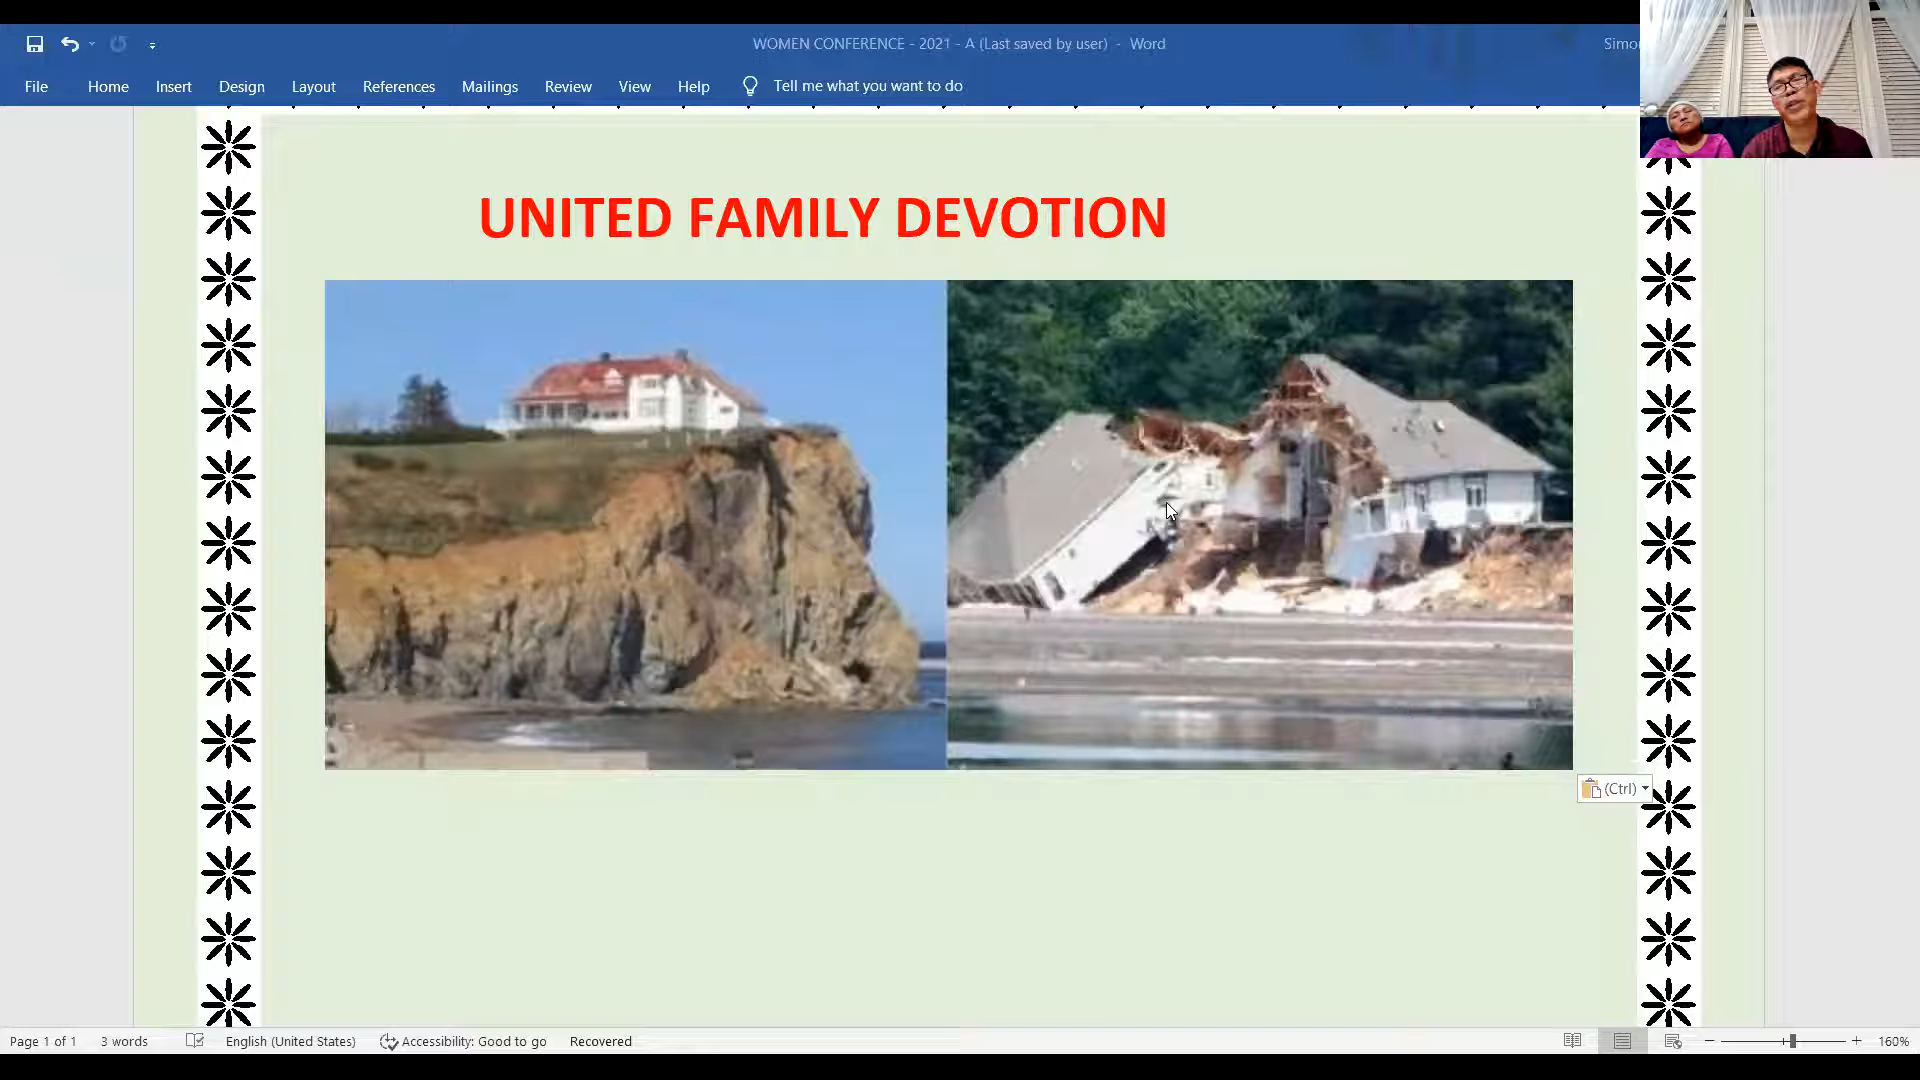 WOMEN CONFERENCE - 2021 - A (Last saved by user) - Word
Simo
File Home Insert Design Layout References Mailings Review View Help Tell me what you want to do
UNITED FAMILY DEVOTION
(Ctrl)
Page 1 of 1 3 words English (United States) Accessibility: Good to go Recovered 160%